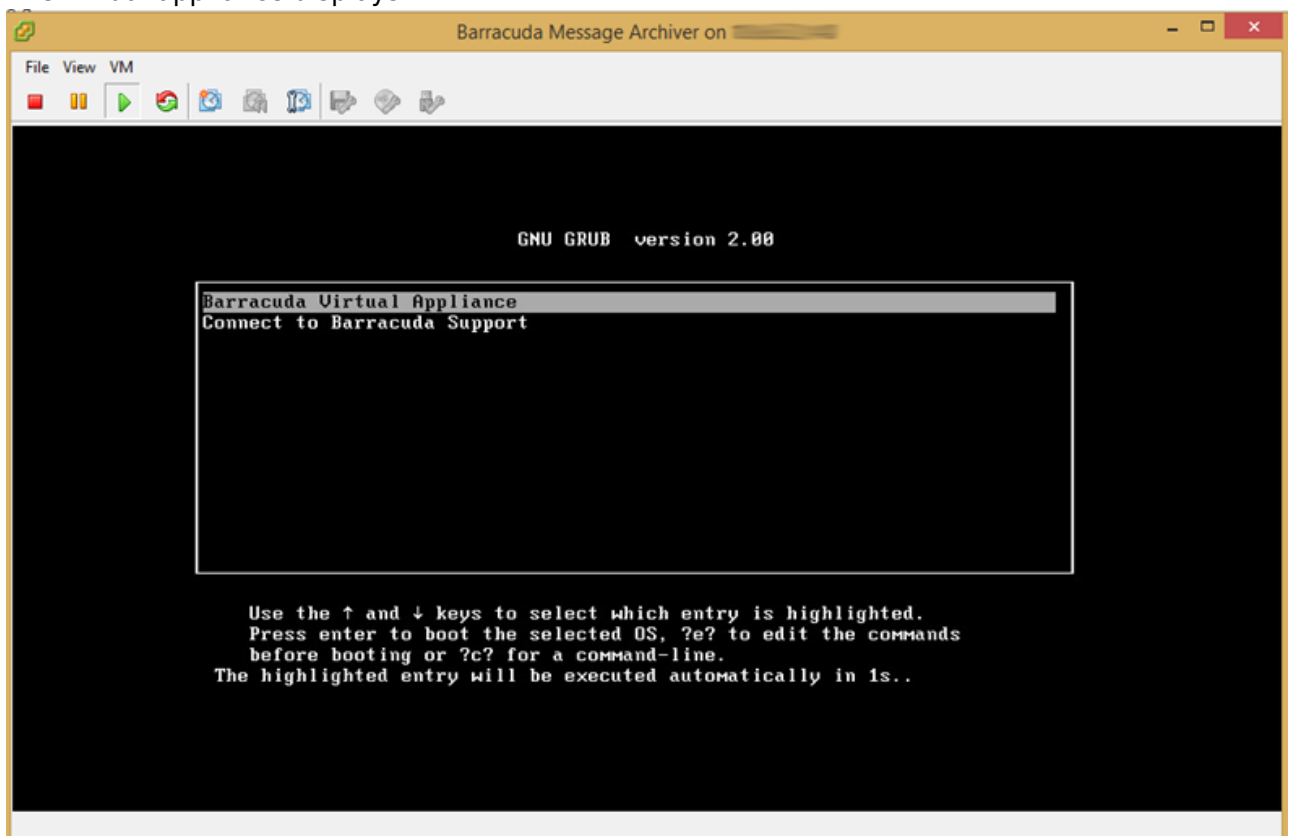 Barracuda Message Archiver on
File View VM
GNU GRUB version 2.00
Barracuda Virtual Appliance
Connect to Barracuda Support
Use the ↑ and ↓ keys to select which entry is highlighted.
Press enter to boot the selected OS, ?e? to edit the commands
before booting or ?c? for a command-line.
The highlighted entry will be executed automatically in 1s..